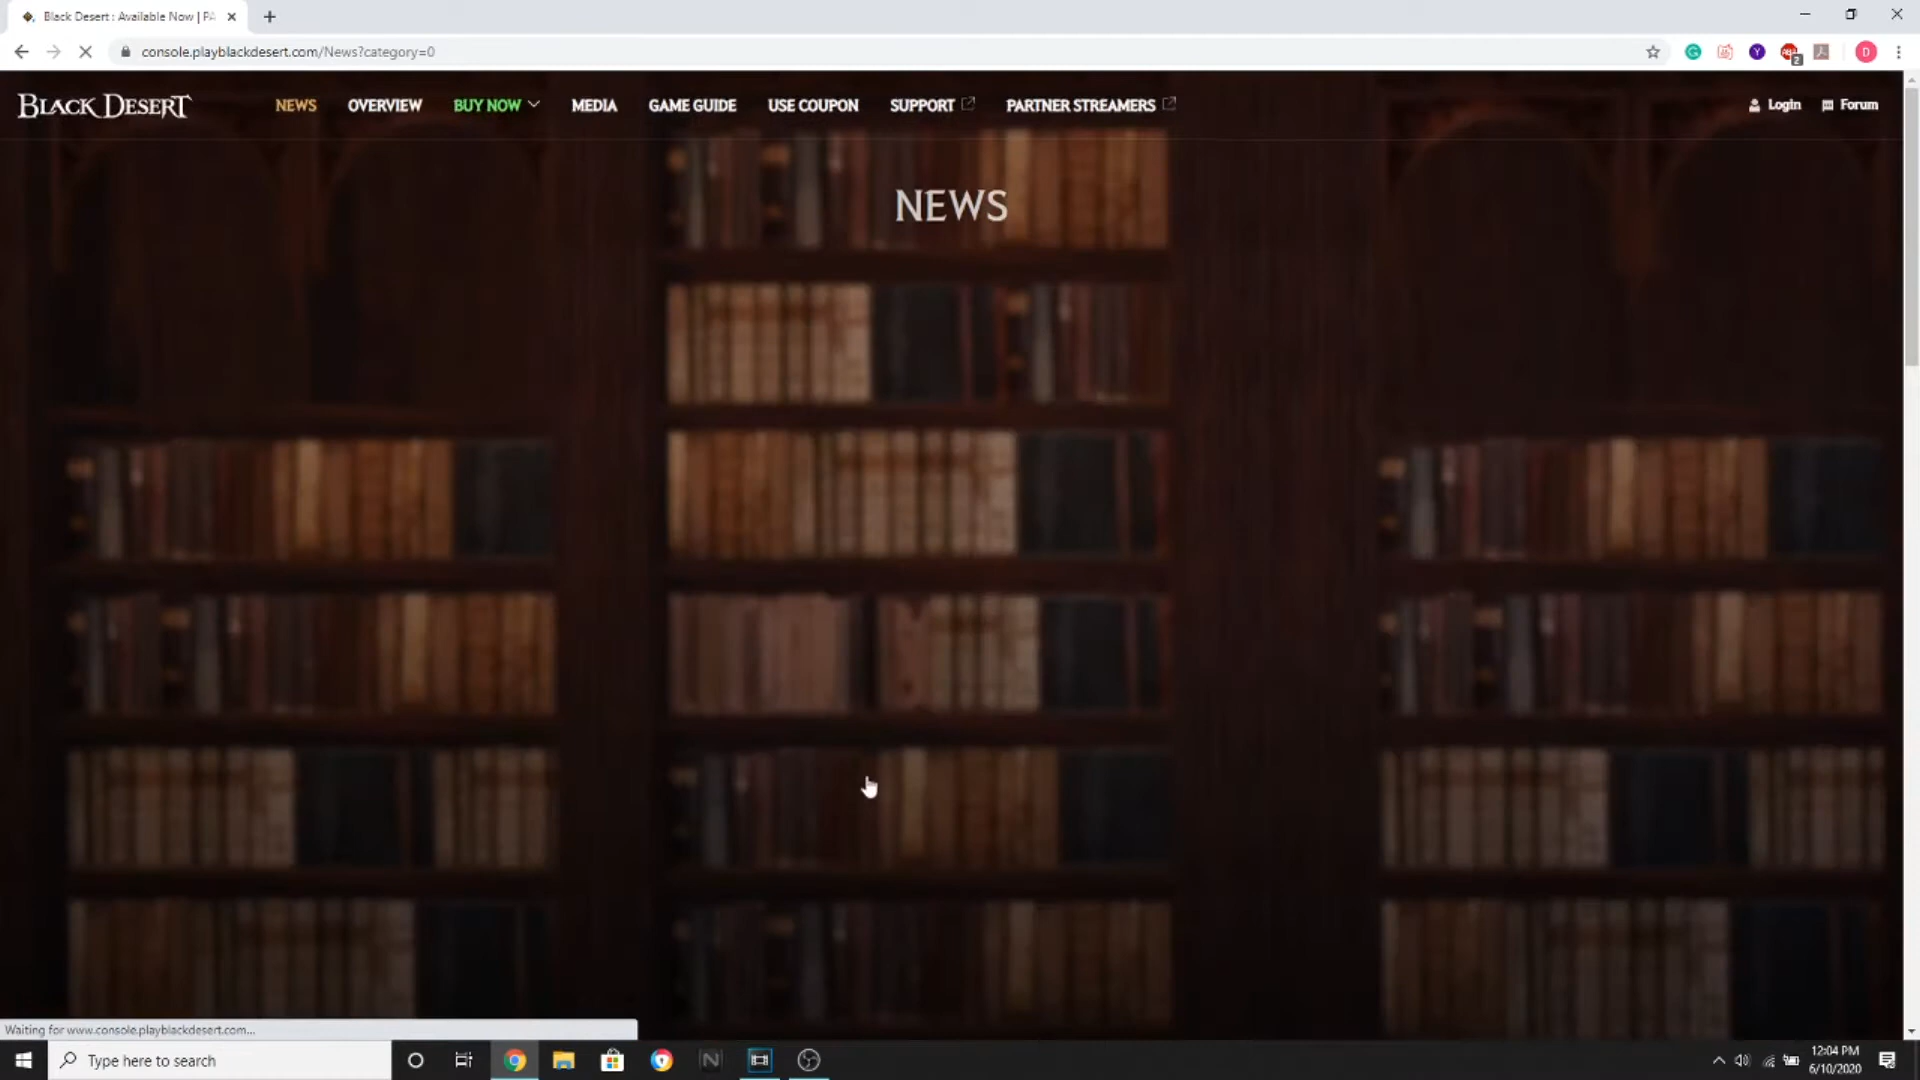 Black Desert : Available Now | PA
console.playblackdesert.com/News?category=0
2
D
Y
BLACK DESERT
NEWS
OVERVIEW
BUY NOW
MEDIA
GAME GUIDE
USE COUPON
SUPPORT
PARTNER STREAMERS
Login
Forum
NEWS
Waiting for www.console.playblackdesert.com...
Type here to search
12:04 PM
6/10/2020